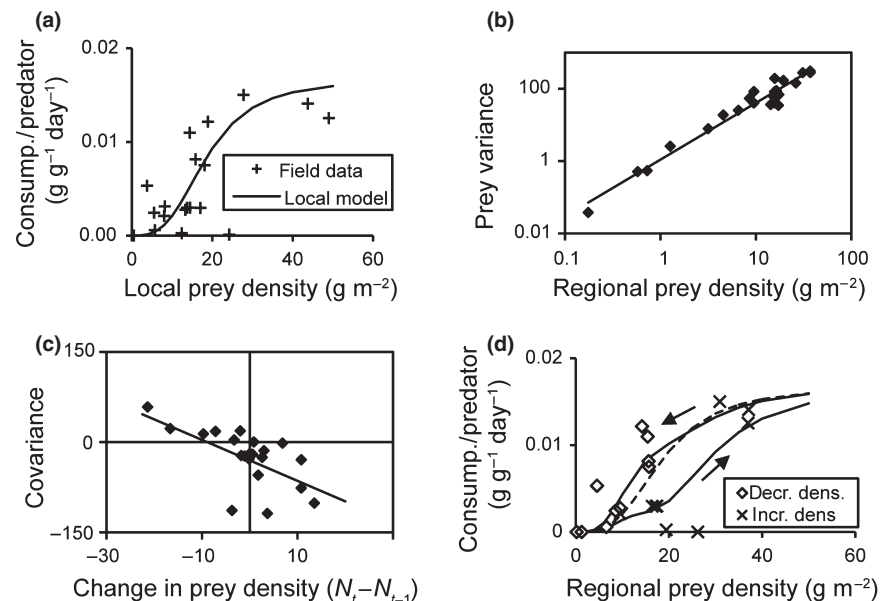 (a)
0.02
0.01
0.00
Consump./predator
(g g⁻¹ day⁻¹)
+ Field data
Local model
0 20 40 60
Local prey density (g m⁻²)
(b)
100
1
0.01
Prey variance
0.1 1 10 100
Regional prey density (g m⁻²)
(c)
150
0
−150
Covariance
−30 −10 10
Change in prey density (Nₜ–Nₜ₋₁)
(d)
0.02
0.01
0
Consump./predator
(g g⁻¹ day⁻¹)
Decr. dens.
Incr. dens
0 20 40 60
Regional prey density (g m⁻²)